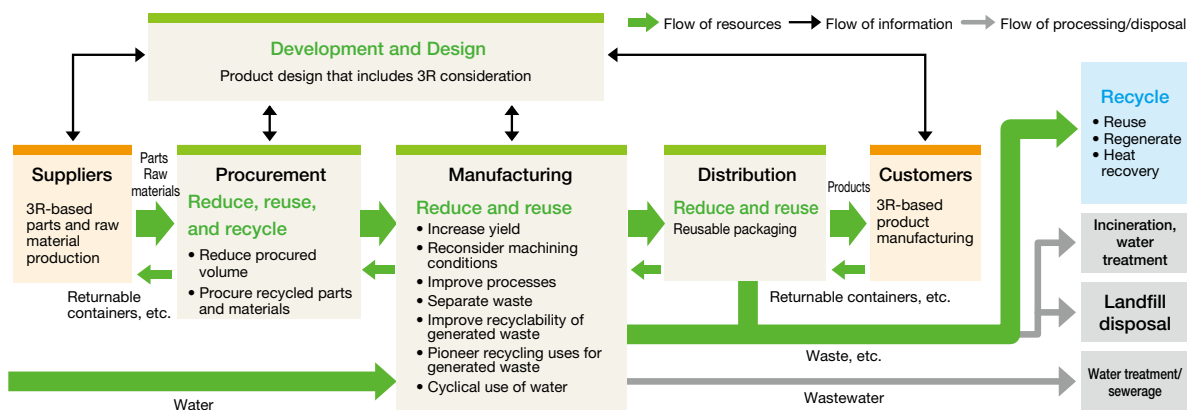 Flow of resources
Flow of information
Flow of processing/disposal
Development and Design
Product design that includes 3R consideration
Suppliers
3R-based
parts and raw
material
production
Parts
Raw
materials
Returnable
containers, etc.
Procurement
Reduce, reuse,
and recycle
• Reduce procured
volume
• Procure recycled parts
and materials
Manufacturing
Reduce and reuse
• Increase yield
• Reconsider machining
conditions
• Improve processes
• Separate waste
• Improve recyclability of
generated waste
• Pioneer recycling uses for
generated waste
• Cyclical use of water
Distribution
Reduce and reuse
Reusable packaging
Products
Customers
3R-based
product
manufacturing
Returnable containers, etc.
Recycle
• Reuse
• Regenerate
• Heat
recovery
Incineration,
water
treatment
Landfill
disposal
Water treatment/
sewerage
Waste, etc.
Water
Wastewater